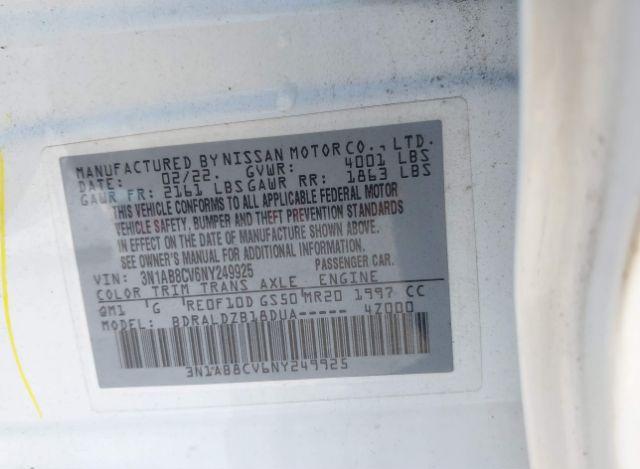 MANUFACTURED BY NISSAN MOTOR CO., LTD.
DATE: 02/22. GVWR: 4001 LBS
GAWR FR: 2161 LBS GAWR RR: 1863 LBS
THIS VEHICLE CONFORMS TO ALL APPLICABLE FEDERAL MOTOR
VEHICLE SAFETY, BUMPER AND THEFT PREVENTION STANDARDS
IN EFFECT ON THE DATE OF MANUFACTURE SHOWN ABOVE.
SEE OWNER'S MANUAL FOR ADDITIONAL INFORMATION.
VIN: 3N1AB8CV6NY249925 PASSENGER CAR.
COLOR TRIM TRANS AXLE ENGINE
QM1 G RE0F10D GS50 MR20 1997 CC
MODEL: BDRALDZB18DUA----- 47000
3N1AB8CV6NY249925